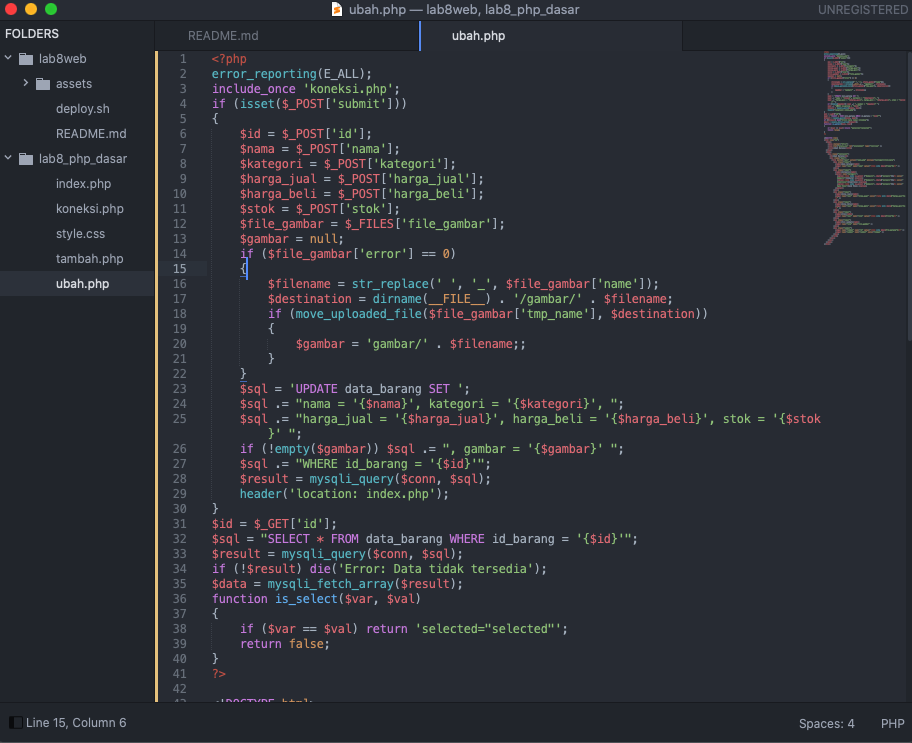 ubah.php — lab8web, lab8_php_dasar
UNREGISTERED
FOLDERS
lab8web
assets
deploy.sh
README.md
lab8_php_dasar
index.php
koneksi.php
style.css
tambah.php
ubah.php
README.md
ubah.php
1 <?php
2 error_reporting(E_ALL);
3 include_once 'koneksi.php';
4 if (isset($_POST['submit']))
5 {
6     $id = $_POST['id'];
7     $nama = $_POST['nama'];
8     $kategori = $_POST['kategori'];
9     $harga_jual = $_POST['harga_jual'];
10     $harga_beli = $_POST['harga_beli'];
11     $stok = $_POST['stok'];
12     $file_gambar = $_FILES['file_gambar'];
13     $gambar = null;
14     if ($file_gambar['error'] == 0)
15     {
16         $filename = str_replace(' ', '_', $file_gambar['name']);
17         $destination = dirname(__FILE__) . '/gambar/' . $filename;
18         if (move_uploaded_file($file_gambar['tmp_name'], $destination))
19         {
20             $gambar = 'gambar/' . $filename;;
21         }
22     }
23     $sql = 'UPDATE data_barang SET ';
24     $sql .= "nama = '{$nama}', kategori = '{$kategori}', ";
25     $sql .= "harga_jual = '{$harga_jual}', harga_beli = '{$harga_beli}', stok = '{$stok
}' ";
26     if (!empty($gambar)) $sql .= ", gambar = '{$gambar}' ";
27     $sql .= "WHERE id_barang = '{$id}'";
28     $result = mysqli_query($conn, $sql);
29     header('location: index.php');
30 }
31 $id = $_GET['id'];
32 $sql = "SELECT * FROM data_barang WHERE id_barang = '{$id}'";
33 $result = mysqli_query($conn, $sql);
34 if (!$result) die('Error: Data tidak tersedia');
35 $data = mysqli_fetch_array($result);
36 function is_select($var, $val)
37 {
38     if ($var == $val) return 'selected="selected"';
39     return false;
40 }
41 ?>
42
43 <!DOCTYPE html>
Line 15, Column 6
Spaces: 4
PHP